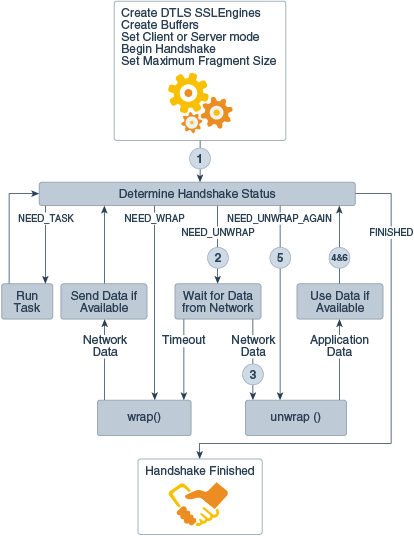 Create DTLS SSLEngines
Create Buffers
Set Client or Server mode
Begin Handshake
Set Maximum Fragment Size
1
Determine Handshake Status
NEED_TASK
NEED_WRAP
NEED_UNWRAP
NEED_UNWRAP_AGAIN
FINISHED
2
5
4&6
Run
Task
Send Data if
Available
Wait for Data
from Network
Use Data if
Available
Network
Data
Timeout
Network
Data
Application
Data
3
wrap()
unwrap ()
Handshake Finished